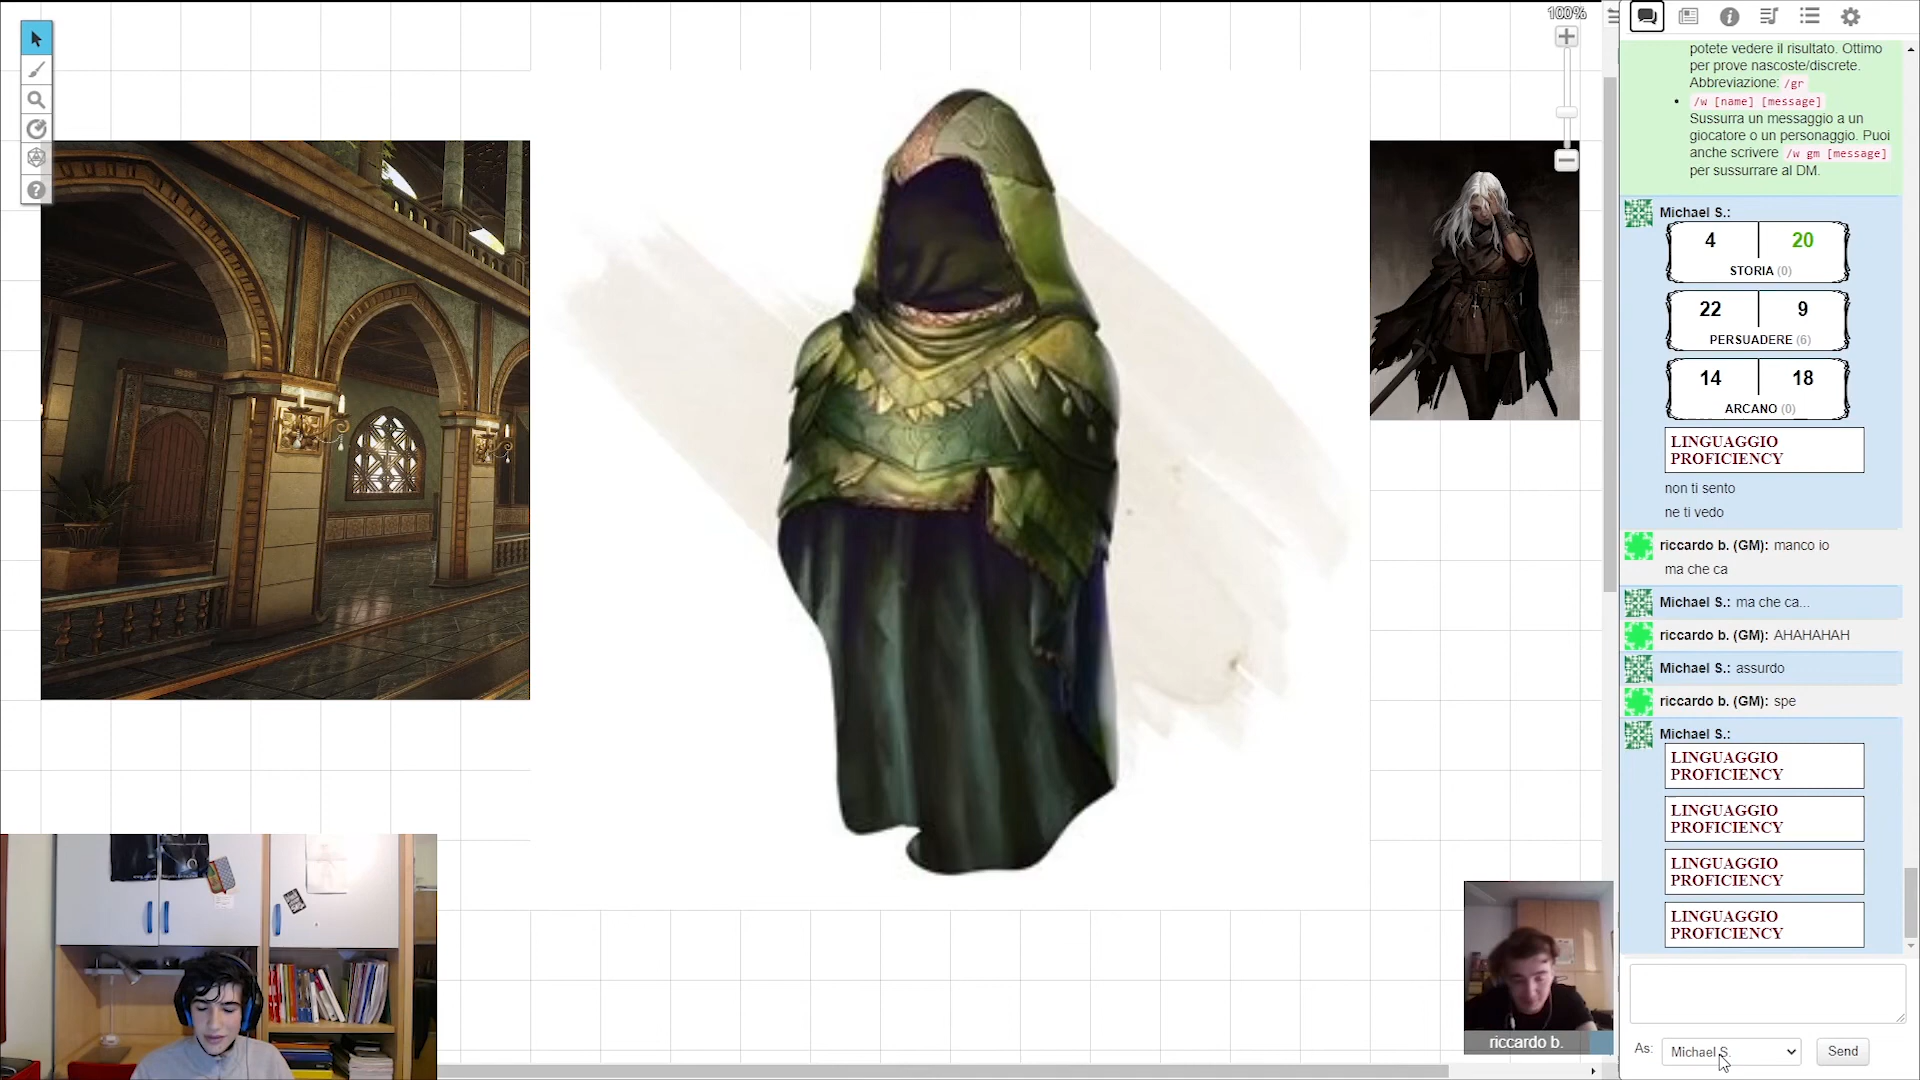 100%
potete vedere il risultato. Ottimo
per prove nascoste/discrete.
Abbreviazione: /gr
/w [name] [message]
Sussurra un messaggio a un
giocatore o un personaggio. Puoi
anche scrivere /w gm [message]
per sussurrare al DM.
Michael S.:
4 20
STORIA (0)
22 9
PERSUADERE (6)
14 18
ARCANO (0)
LINGUAGGIO
PROFICIENCY
non ti sento
ne ti vedo
riccardo b. (GM): manco io
ma che ca
Michael S.: ma che ca...
riccardo b. (GM): AHAHAHAH
Michael S.: assurdo
riccardo b. (GM): spe
Michael S.:
LINGUAGGIO
PROFICIENCY
LINGUAGGIO
PROFICIENCY
LINGUAGGIO
PROFICIENCY
LINGUAGGIO
PROFICIENCY
riccardo b.
As: Michael S. Send